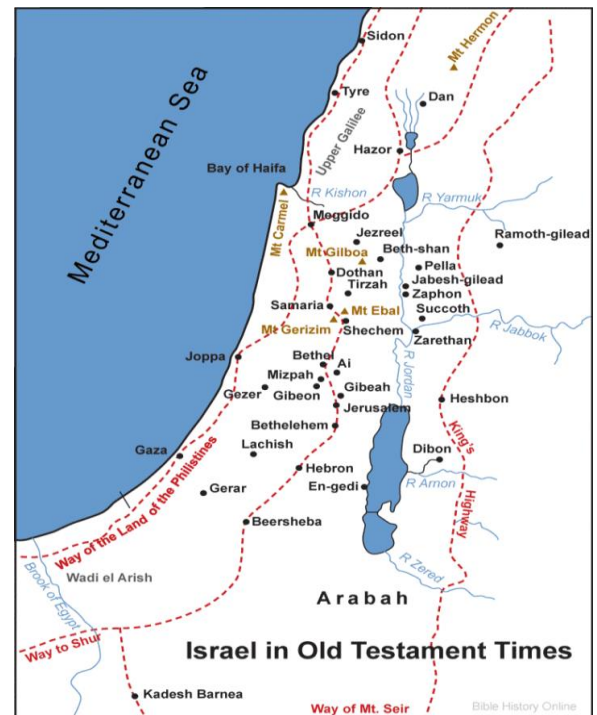 Sidon
Mt Hermon
Tyre
Dan
Upper Galilee
Hazor
Mediterranean Sea
Bay of Haifa
R Kishon
R Yarmuk
Mt Carmel
Meggido
Jezreel
Ramoth-gilead
Mt Gilboa
Beth-shan
Pella
Dothan
Jabesh-gilead
Tirzah
Zaphon
Samaria
Mt Ebal
Succoth
Mt Gerizim
Shechem
R Jabbok
Zarethan
Joppa
Bethel
Ai
R Jordan
Mizpah
Gezer
Gibeon
Gibeah
Jerusalem
Heshbon
Bethelehem
King's
Highway
Gaza
Lachish
Dibon
Hebron
En-gedi
R Arnon
Gerar
Way of the Land of the Philistines
Beersheba
Brook of Egypt
Wadi el Arish
R Zered
Arabah
Way to Shur
Israel in Old Testament Times
Kadesh Barnea
Way of Mt. Seir
Bible History Online